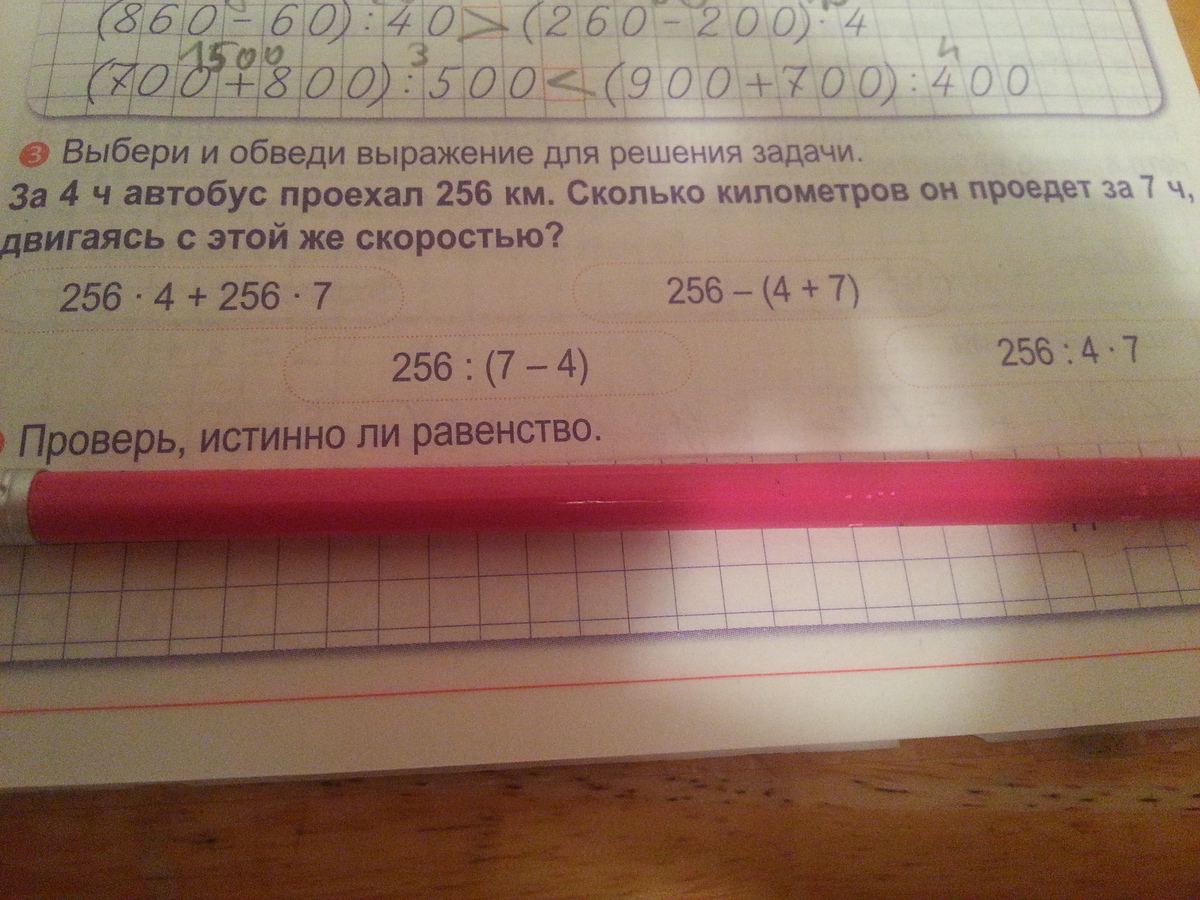 (860-60):40>(260-200)·4
1500 3 4
(700+800):500<(900+700):400
3 Выбери и обведи выражение для решения задачи.
За 4 ч автобус проехал 256 км. Сколько километров он проедет за 7 ч,
двигаясь с этой же скоростью?
256 · 4 + 256 · 7 256 – (4 + 7)
256 : (7 – 4) 256 : 4 · 7
Проверь, истинно ли равенство.